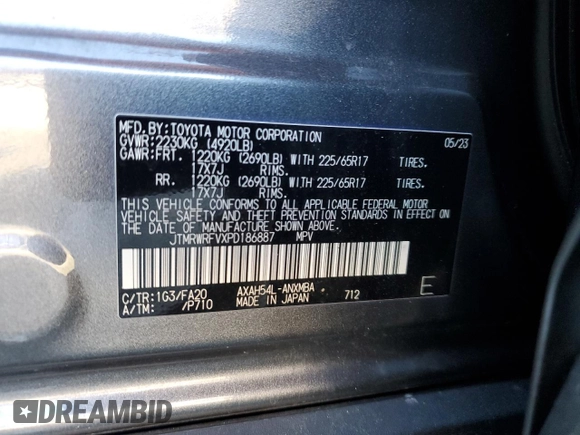 MFD.BY:TOYOTA MOTOR CORPORATION 05/23
GVWR:2230KG (4920LB)
GAWR:FRT. 1220KG (2690LB) WITH 225/65R17 TIRES.
17X7J RIMS.
RR. 1220KG (2690LB) WITH 225/65R17 TIRES.
17X7J RIMS.
THIS VEHICLE CONFORMS TO ALL APPLICABLE FEDERAL MOTOR
VEHICLE SAFETY AND THEFT PREVENTION STANDARDS IN EFFECT ON
THE DATE OF MANUFACTURE SHOWN ABOVE.
JTMRWRFVXPD186887 MPV
C/TR:1G3/FA20 AXAH54L-ANXMBA 712
A/TM: /P710 MADE IN JAPAN
E
DREAMBID